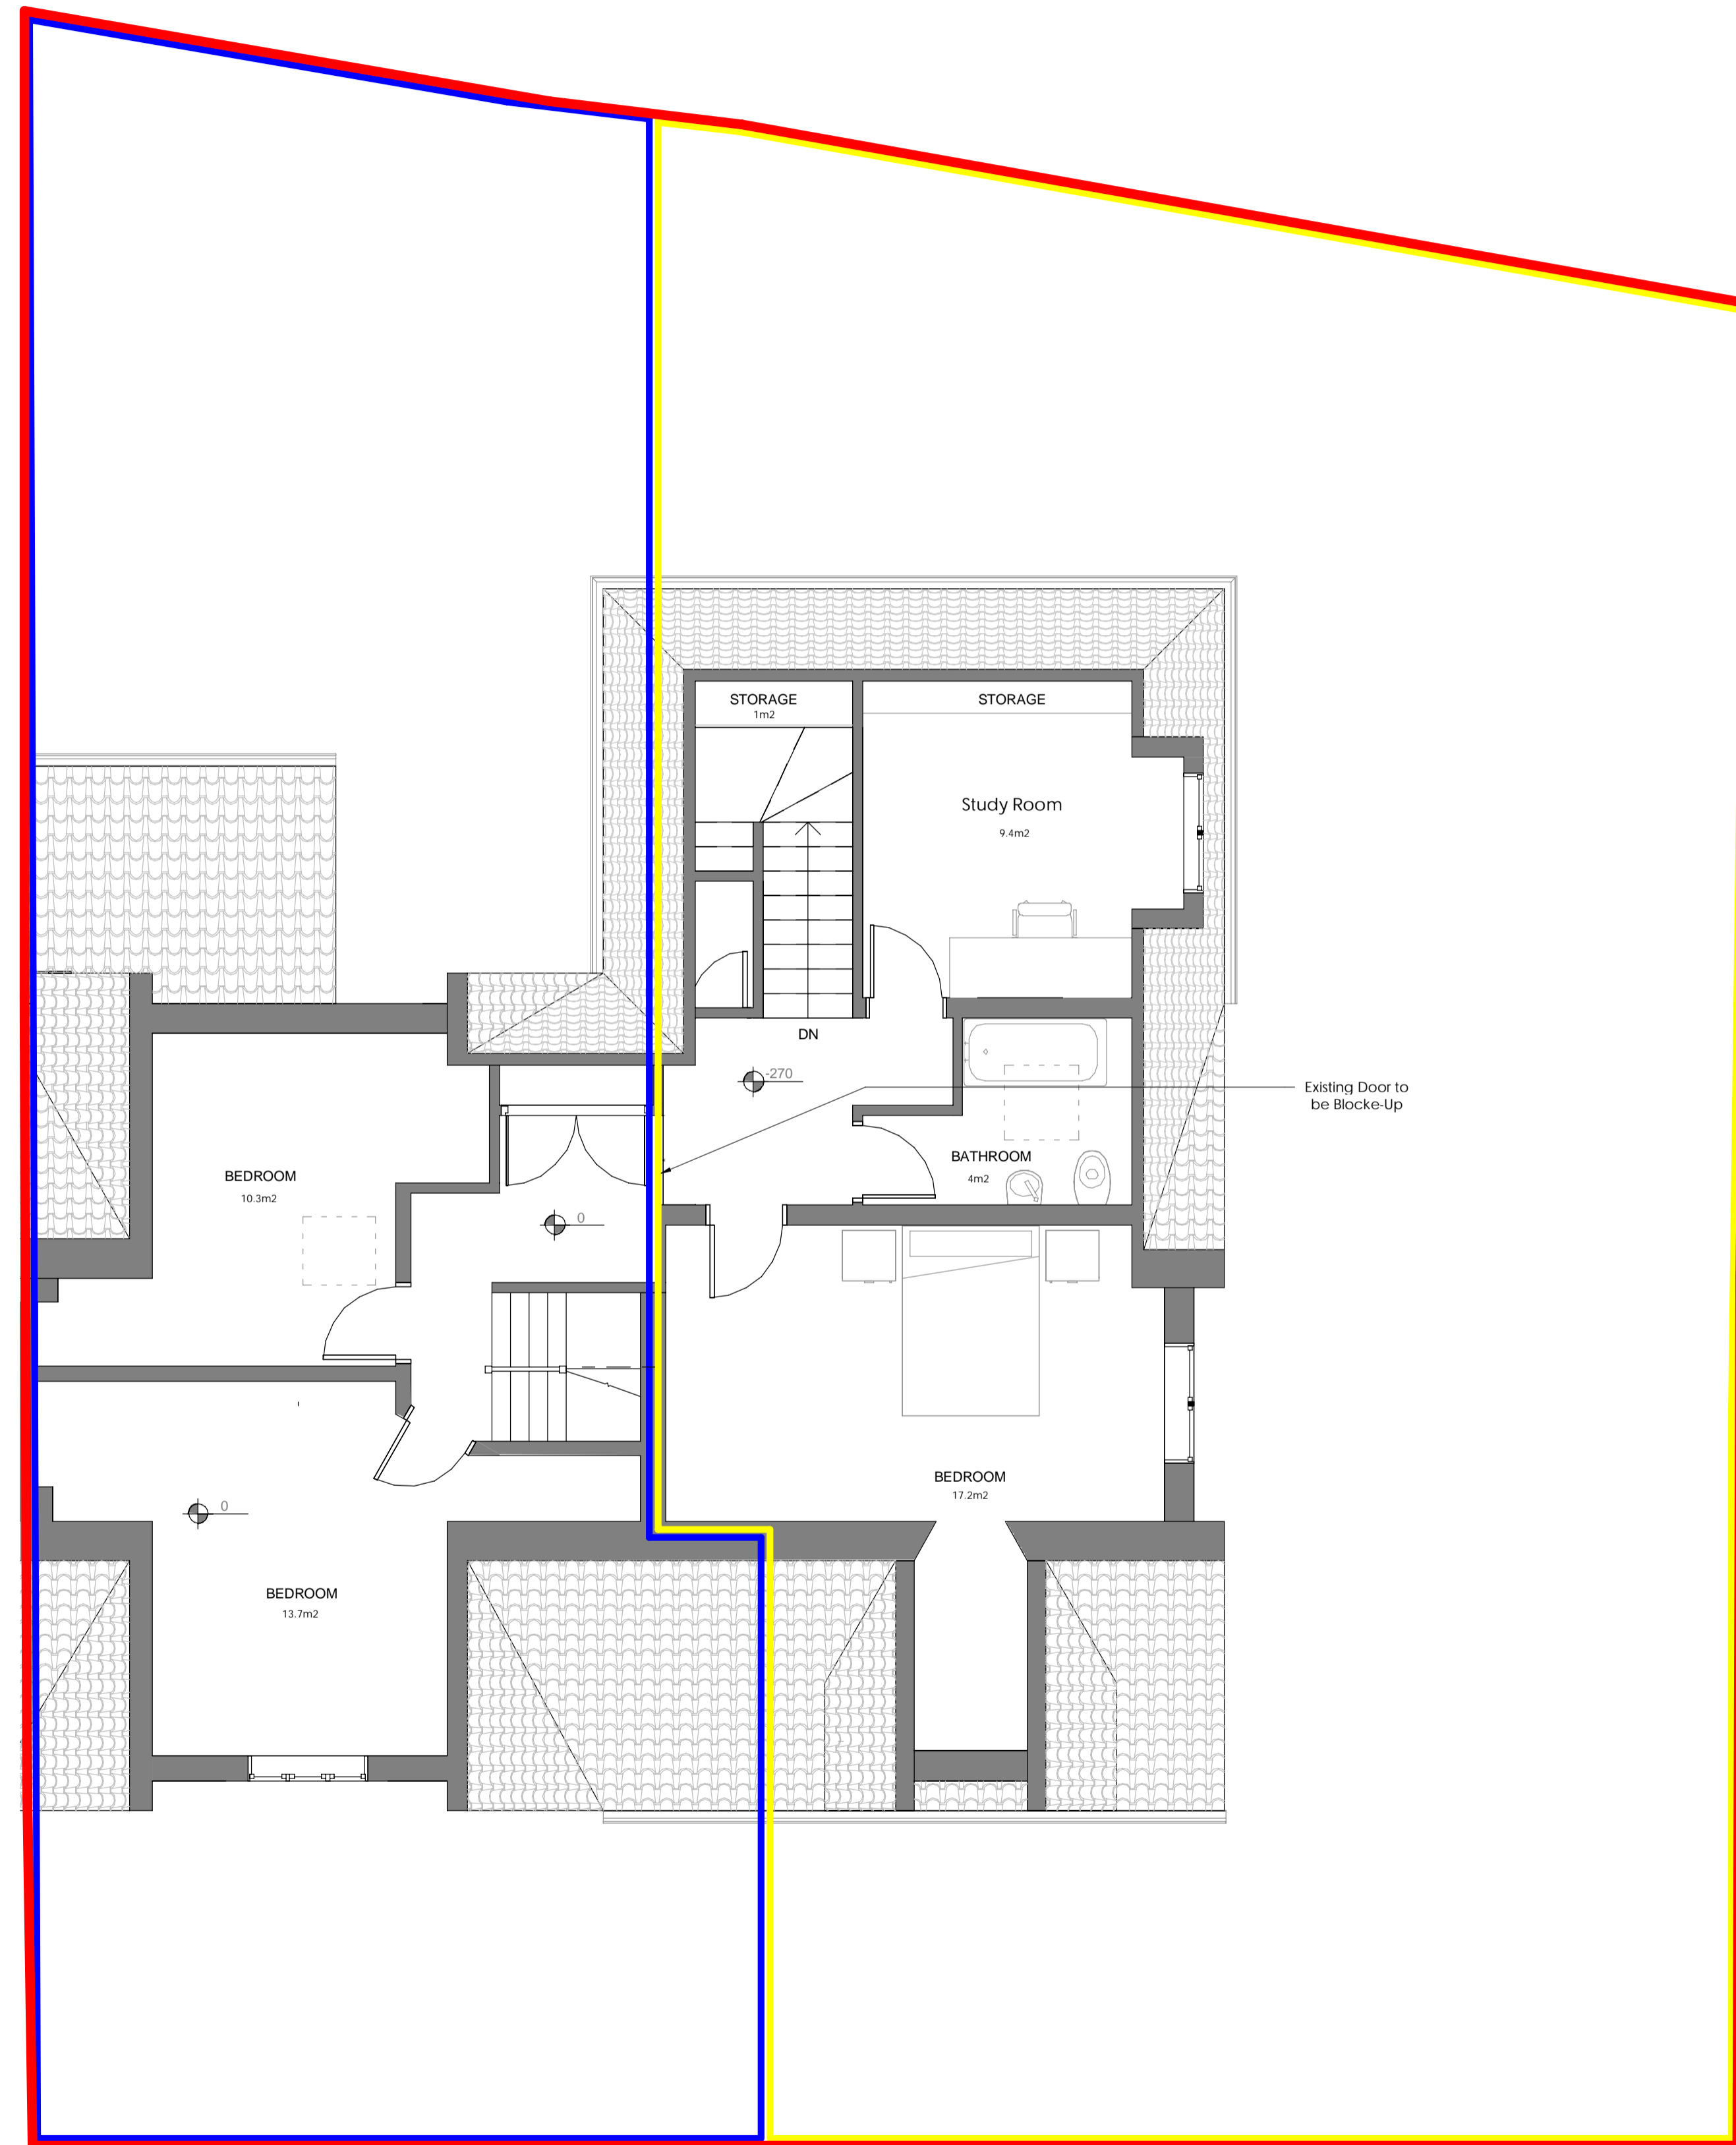 STORAGE
1m2
STORAGE
Study Room
9.4m2
DN
-270
Existing Door to
be Blocke-Up
BATHROOM
4m2
BEDROOM
10.3m2
0
BEDROOM
17.2m2
0
BEDROOM
13.7m2